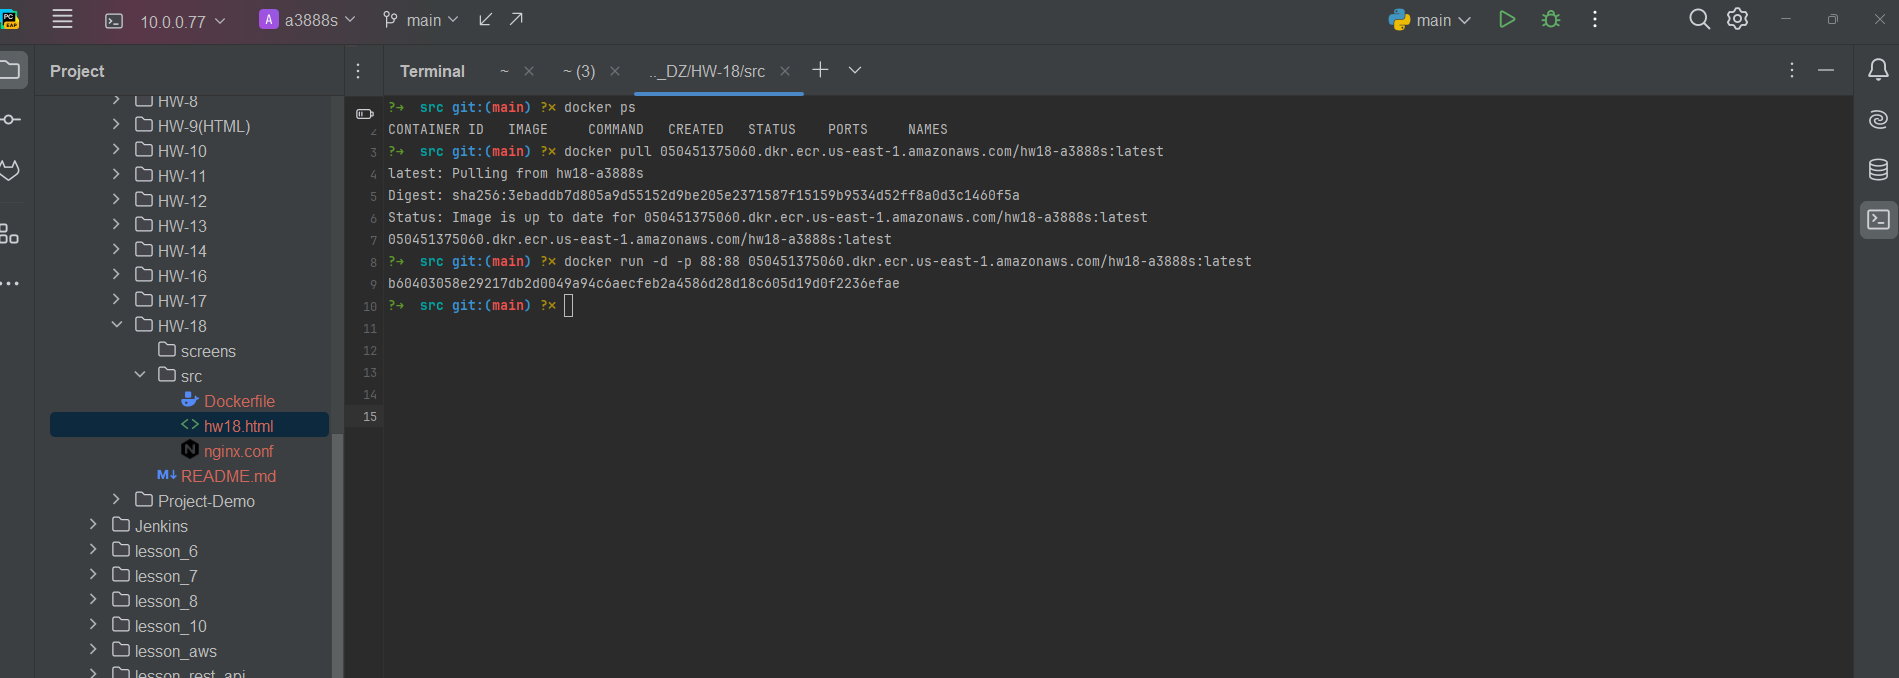 PC
EAP
10.0.0.77
A a3888s
main
main
Project
Terminal
~
~ (3)
.._DZ/HW-18/src
HW-8
HW-9(HTML)
HW-10
HW-11
HW-12
HW-13
HW-14
HW-16
HW-17
HW-18
screens
src
Dockerfile
<> hw18.html
N nginx.conf
M↓ README.md
Project-Demo
Jenkins
lesson_6
lesson_7
lesson_8
lesson_10
lesson_aws
lesson_rest_api
?→ src git:(main) ?× docker ps
2 CONTAINER ID IMAGE COMMAND CREATED STATUS PORTS NAMES
3 ?→ src git:(main) ?× docker pull 050451375060.dkr.ecr.us-east-1.amazonaws.com/hw18-a3888s:latest
4 latest: Pulling from hw18-a3888s
5 Digest: sha256:3ebaddb7d805a9d55152d9be205e2371587f15159b9534d52ff8a0d3c1460f5a
6 Status: Image is up to date for 050451375060.dkr.ecr.us-east-1.amazonaws.com/hw18-a3888s:latest
7 050451375060.dkr.ecr.us-east-1.amazonaws.com/hw18-a3888s:latest
8 ?→ src git:(main) ?× docker run -d -p 88:88 050451375060.dkr.ecr.us-east-1.amazonaws.com/hw18-a3888s:latest
9 b60403058e29217db2d0049a94c6aecfeb2a4586d28d18c605d19d0f2236efae
10 ?→ src git:(main) ?×
11
12
13
14
15